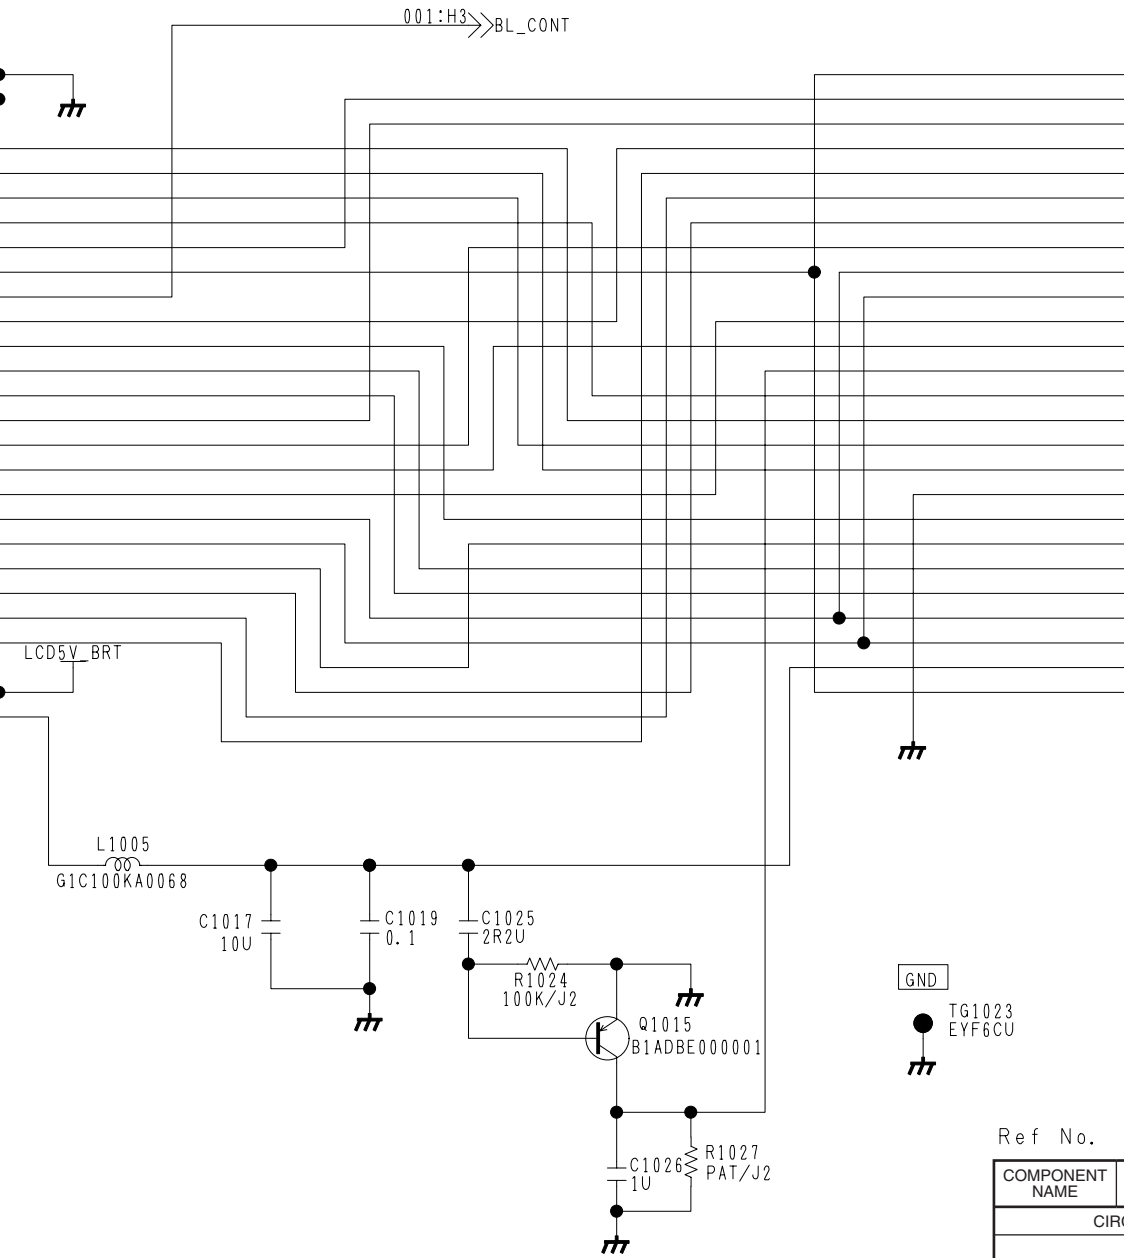 001:H3
BL_CONT
LCD5V_BRT
L1005
G1C100KA0068
C1017
10U
C1019
0.1
C1025
2R2U
R1024
100K/J2
Q1015
B1ADBE000001
GND
TG1023
EYF6CU
C1026
1U
R1027
PAT/J2
Ref No.
COMPONENT
NAME